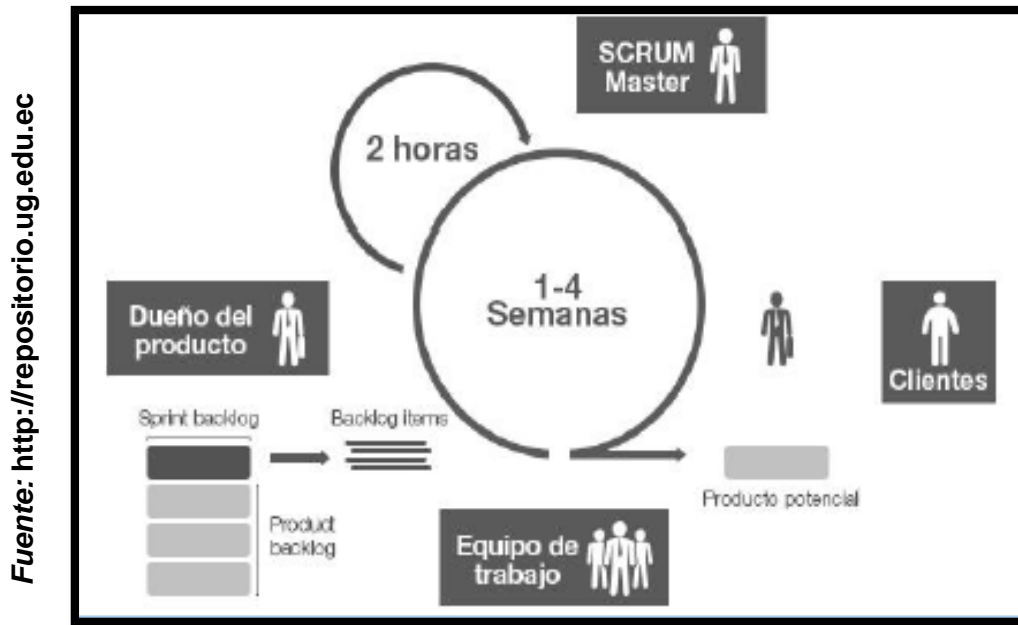 Fuente: http://repositorio.ug.edu.ec
SCRUM
Master
2 horas
1-4
Semanas
Dueño del
producto
Clientes
Sprint backlog
Backlog items
Product
backlog
Producto potencial
Equipo de
trabajo